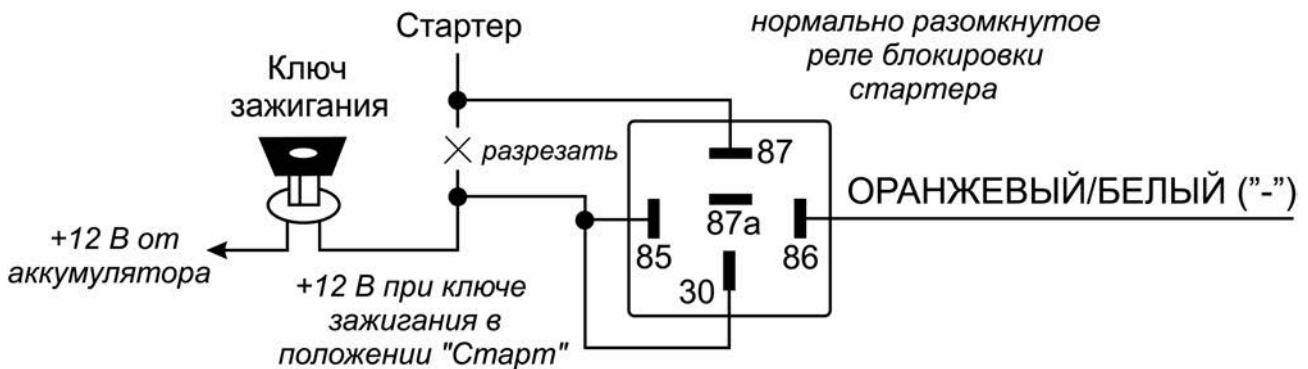 Стартер
нормально разомкнутое
реле блокировки
стартера
Ключ
зажигания
разрезать
87
87a
85
86
30
ОРАНЖЕВЫЙ/БЕЛЫЙ ("-")
+12 В от
аккумулятора
+12 В при ключе
зажигания в
положении "Старт"